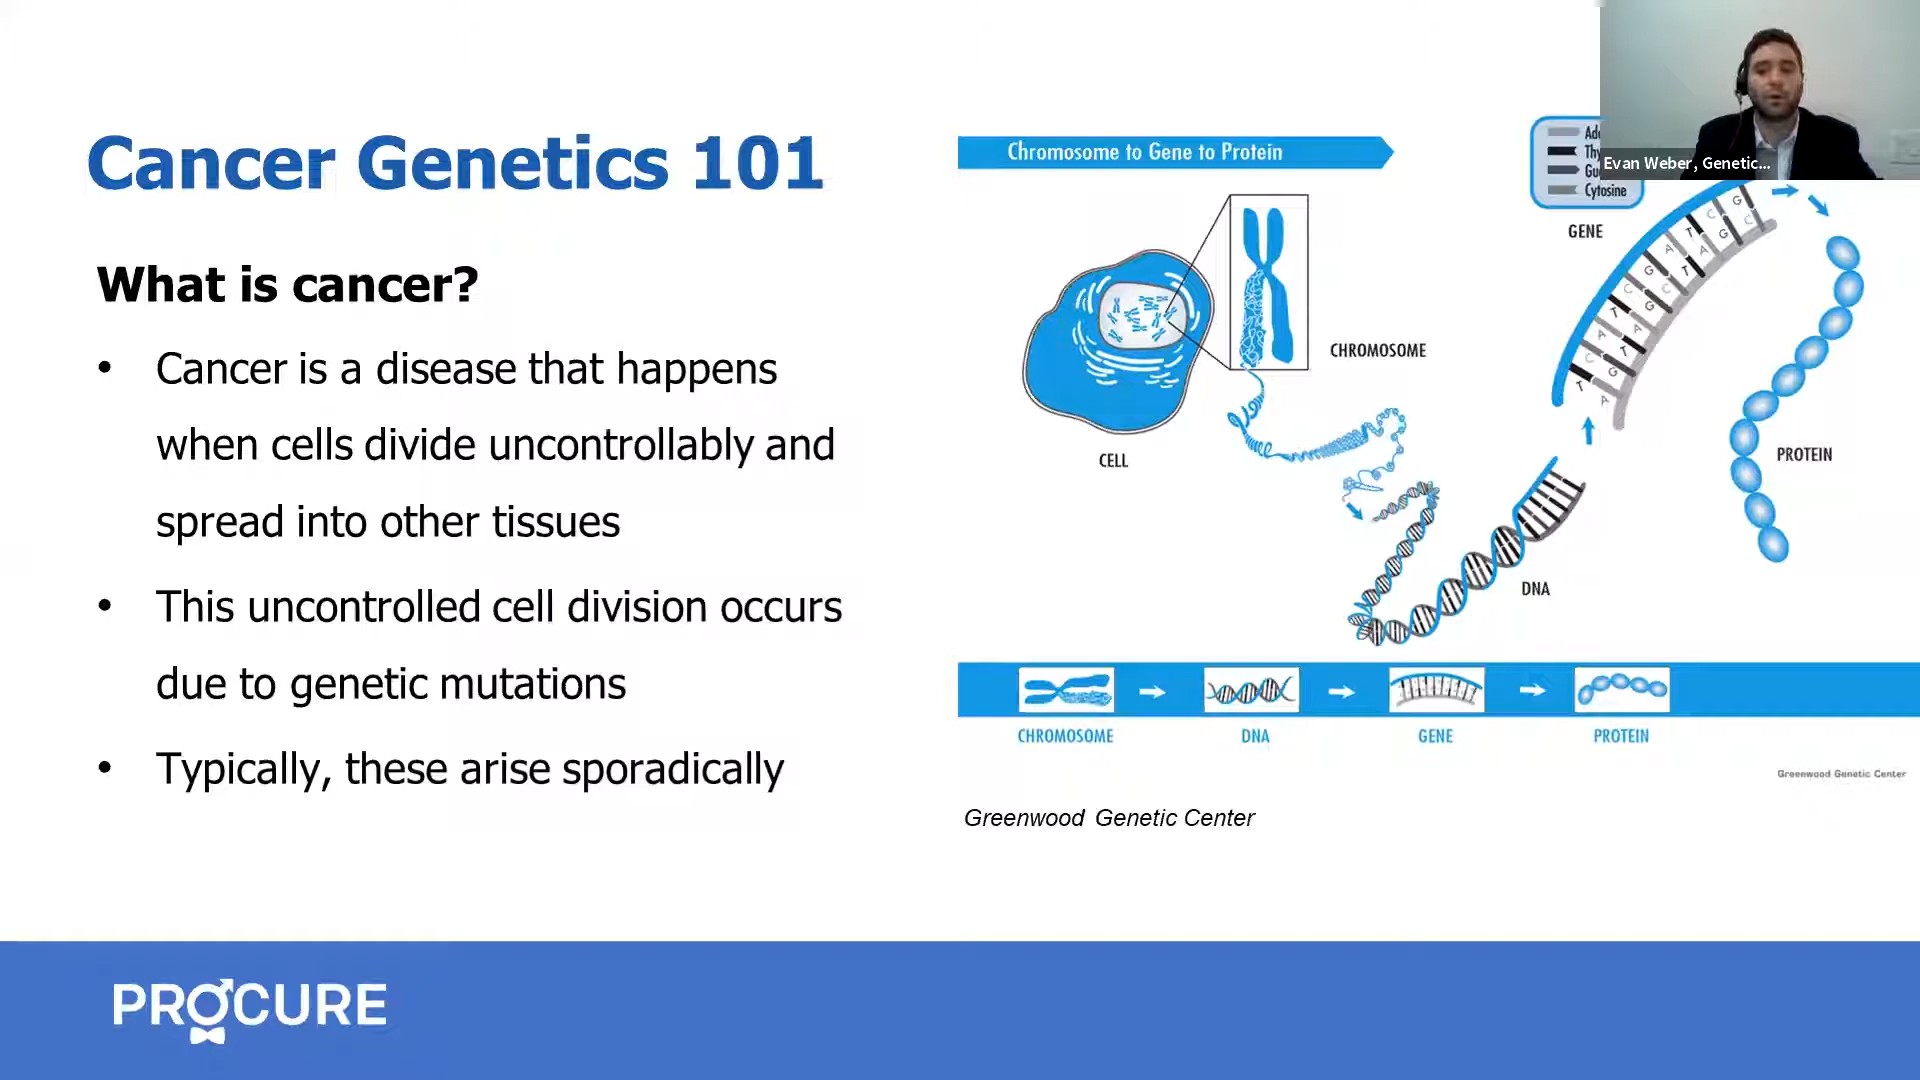 Cancer Genetics 101
What is cancer?
• Cancer is a disease that happens
when cells divide uncontrollably and
spread into other tissues
• This uncontrolled cell division occurs
due to genetic mutations
• Typically, these arise sporadically
Chromosome to Gene to Protein
Cytosine
Evan Weber, Genetic...
GENE
CHROMOSOME
CELL
PROTEIN
DNA
CHROMOSOME
DNA
GENE
PROTEIN
Greenwood Genetic Center
Greenwood Genetic Center
PROCURE